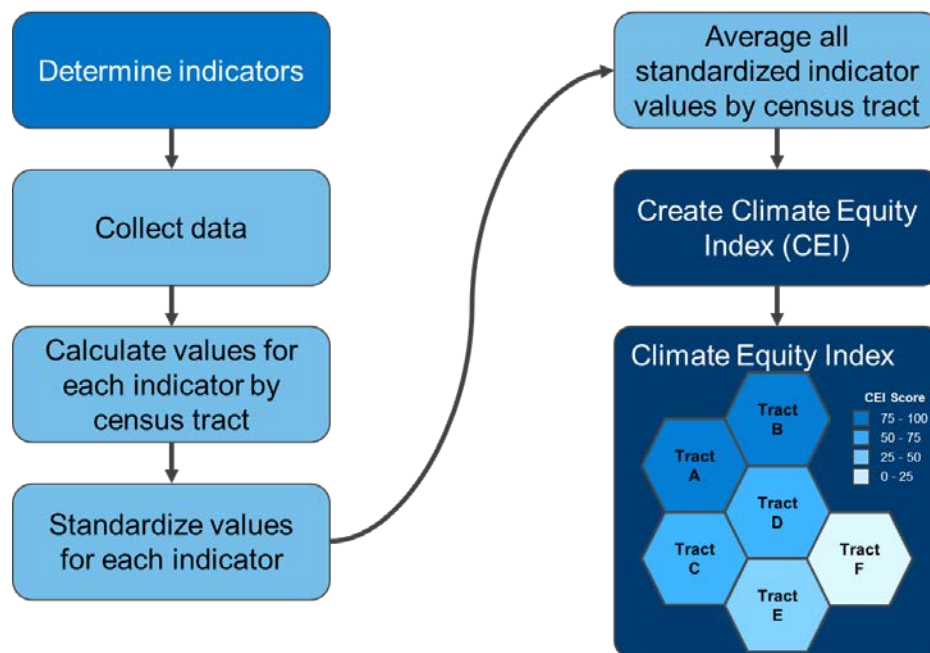 Determine indicators
Collect data
Calculate values for
each indicator by
census tract
Standardize values
for each indicator
Average all
standardized indicator
values by census tract
Create Climate Equity
Index (CEI)
Climate Equity Index
CEI Score
75 - 100
50 - 75
25 - 50
0 - 25
Tract
B
Tract
A
Tract
D
Tract
C
Tract
F
Tract
E